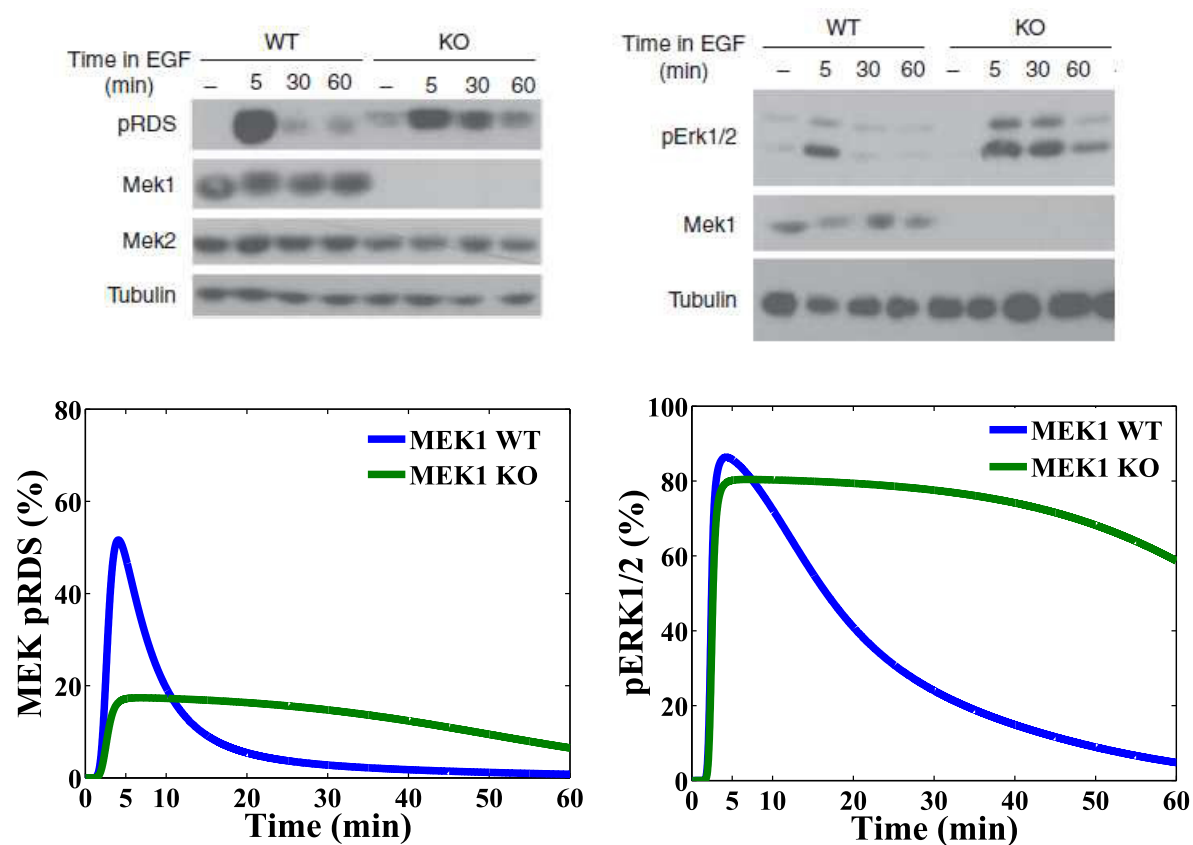 WT KO
Time in EGF
(min)
– 5 30 60 – 5 30 60
pRDS
Mek1
Mek2
Tubulin
WT KO
Time in EGF
(min)
– 5 30 60 – 5 30 60 -
pErk1/2
Mek1
Tubulin
80
60
40
20
0
MEK pRDS (%)
MEK1 WT
MEK1 KO
0 5 10 20 30 40 50 60
Time (min)
100
80
60
40
20
0
pERK1/2 (%)
MEK1 WT
MEK1 KO
0 5 10 20 30 40 50 60
Time (min)